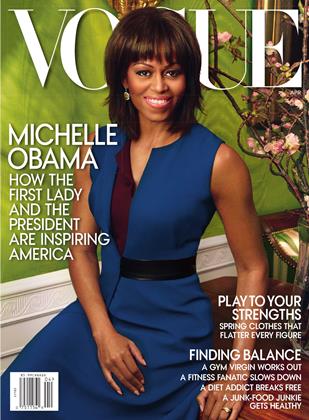 VOGUE
APR
MICHELLE
OBAMA
HOW THE
FIRST LADY
AND THE
PRESIDENT
ARE INSPIRING
AMERICA
PLAY TO YOUR
STRENGTHS
SPRING CLOTHES THAT
FLATTER EVERY FIGURE
FINDING BALANCE
A GYM VIRGIN WORKS OUT
A FITNESS FANATIC SLOWS DOWN
A DIET ADDICT BREAKS FREE
A JUNK-FOOD JUNKIE
GETS HEALTHY
04